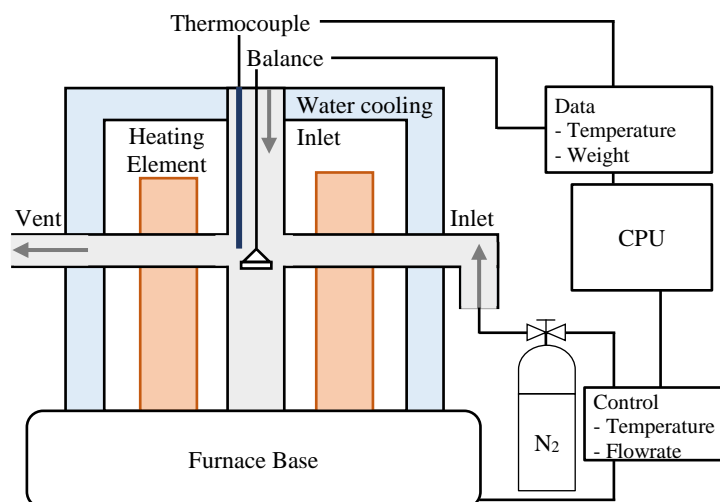 Thermocouple
Balance
Water cooling
Heating
Element
Inlet
Data
- Temperature
- Weight
Vent
Inlet
CPU
Control
- Temperature
- Flowrate
N2
Furnace Base